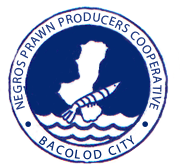 • NEGROS PRAWN PRODUCERS COOPERATIVE •
BACOLOD CITY